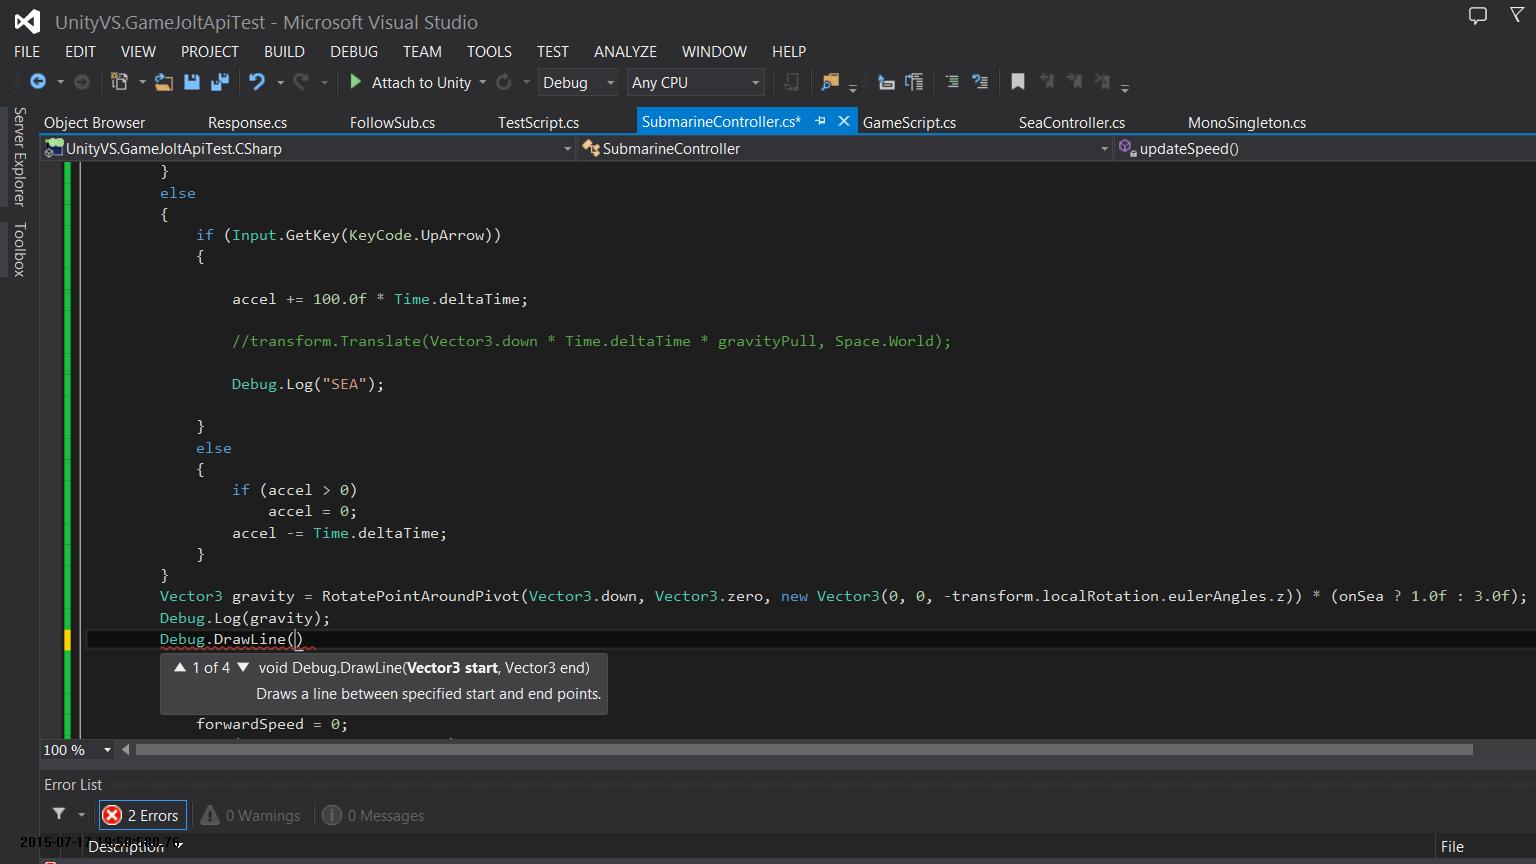 UnityVS.GameJoltApiTest - Microsoft Visual Studio
FILE EDIT VIEW PROJECT BUILD DEBUG TEAM TOOLS TEST ANALYZE WINDOW HELP
Attach to Unity Debug Any CPU
Server Explorer
Toolbox
Object Browser Response.cs FollowSub.cs TestScript.cs SubmarineController.cs* GameScript.cs SeaController.cs MonoSingleton.cs
UnityVS.GameJoltApiTest.CSharp SubmarineController updateSpeed()
}
else
{
if (Input.GetKey(KeyCode.UpArrow))
{
accel += 100.0f * Time.deltaTime;
//transform.Translate(Vector3.down * Time.deltaTime * gravityPull, Space.World);
Debug.Log("SEA");
}
else
{
if (accel > 0)
accel = 0;
accel -= Time.deltaTime;
}
}
Vector3 gravity = RotatePointAroundPivot(Vector3.down, Vector3.zero, new Vector3(0, 0, -transform.localRotation.eulerAngles.z)) * (onSea ? 1.0f : 3.0f);
Debug.Log(gravity);
Debug.DrawLine()
1 of 4 void Debug.DrawLine(Vector3 start, Vector3 end)
Draws a line between specified start and end points.
forwardSpeed = 0;
100 %
Error List
2 Errors 0 Warnings 0 Messages
Description File